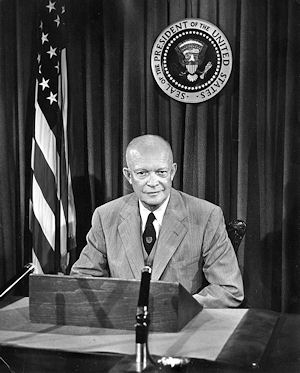 SEAL OF THE PRESIDENT OF THE UNITED STATES